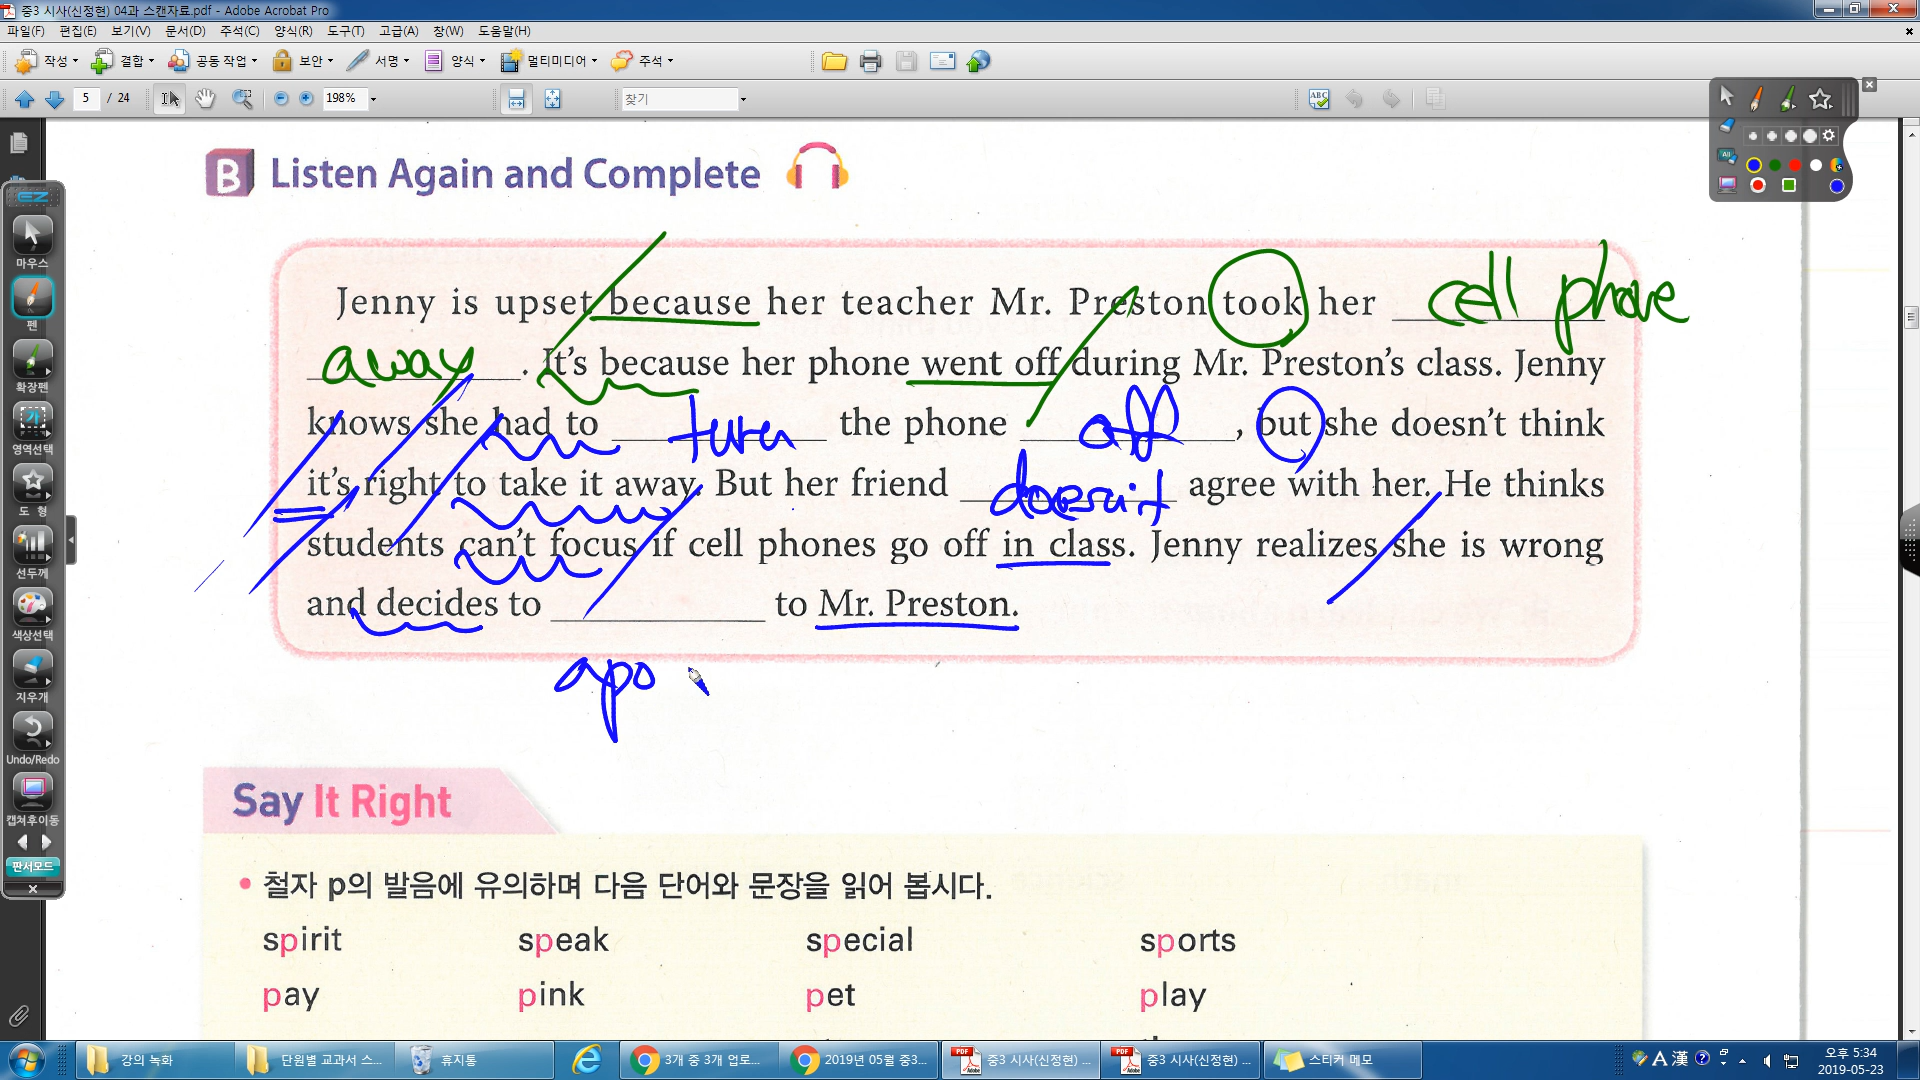 중3 시사(신정현) 04과 스캔자료.pdf - Adobe Acrobat Pro
파일(F) 편집(E) 보기(V) 문서(D) 주석(C) 양식(R) 도구(T) 고급(A) 창(W) 도움말(H)
작성 결합 공동 작업 보안 서명 양식 멀티미디어 주석
5 / 24 198% 찾기
B Listen Again and Complete
Jenny is upset because her teacher Mr. Preston took her cell phone
away. It's because her phone went off during Mr. Preston's class. Jenny
knows she had to turn the phone off, but she doesn't think
it's right to take it away. But her friend doesn't agree with her. He thinks
students can't focus if cell phones go off in class. Jenny realizes she is wrong
and decides to to Mr. Preston.
apo
Say It Right
• 철자 p의 발음에 유의하며 다음 단어와 문장을 읽어 봅시다.
spirit speak special sports
pay pink pet play
EZ
마우스
펜
확장펜
영역선택
도 형
선두께
색상선택
지우개
Undo/Redo
캡쳐후이동
판서모드
강의 녹화 단원별 교과서 스... 휴지통 3개 중 3개 업로... 2019년 05월 중3... 중3 시사(신정현) ... 중3 시사(신정현) ... 스티커 메모 A 漢 오후 5:34
2019-05-23